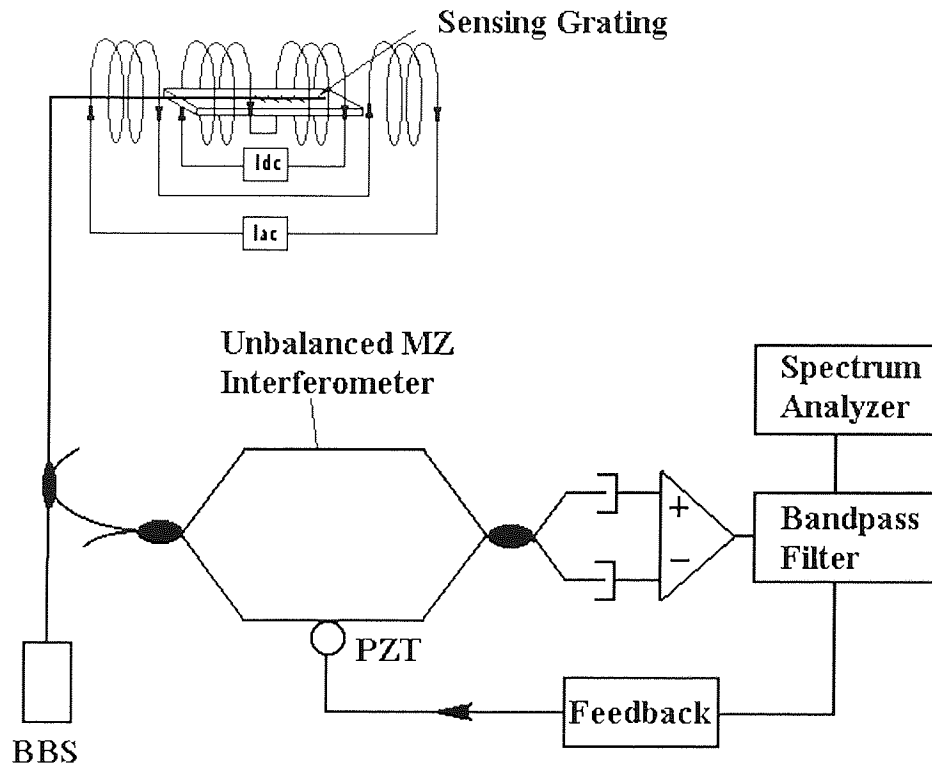 Sensing Grating
Idc
Iac
Unbalanced MZ
Interferometer
Spectrum
Analyzer
+
Bandpass
Filter
−
PZT
Feedback
BBS